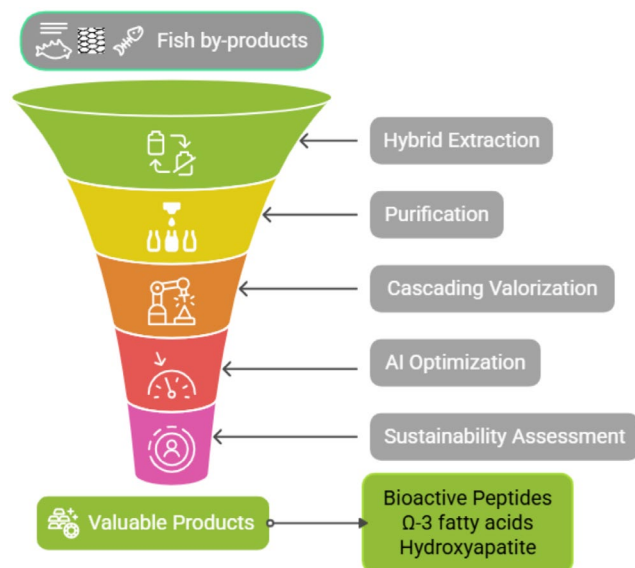 Fish by-products
Hybrid Extraction
Purification
Cascading Valorization
AI Optimization
Sustainability Assessment
Valuable Products
Bioactive Peptides
Ω-3 fatty acids
Hydroxyapatite